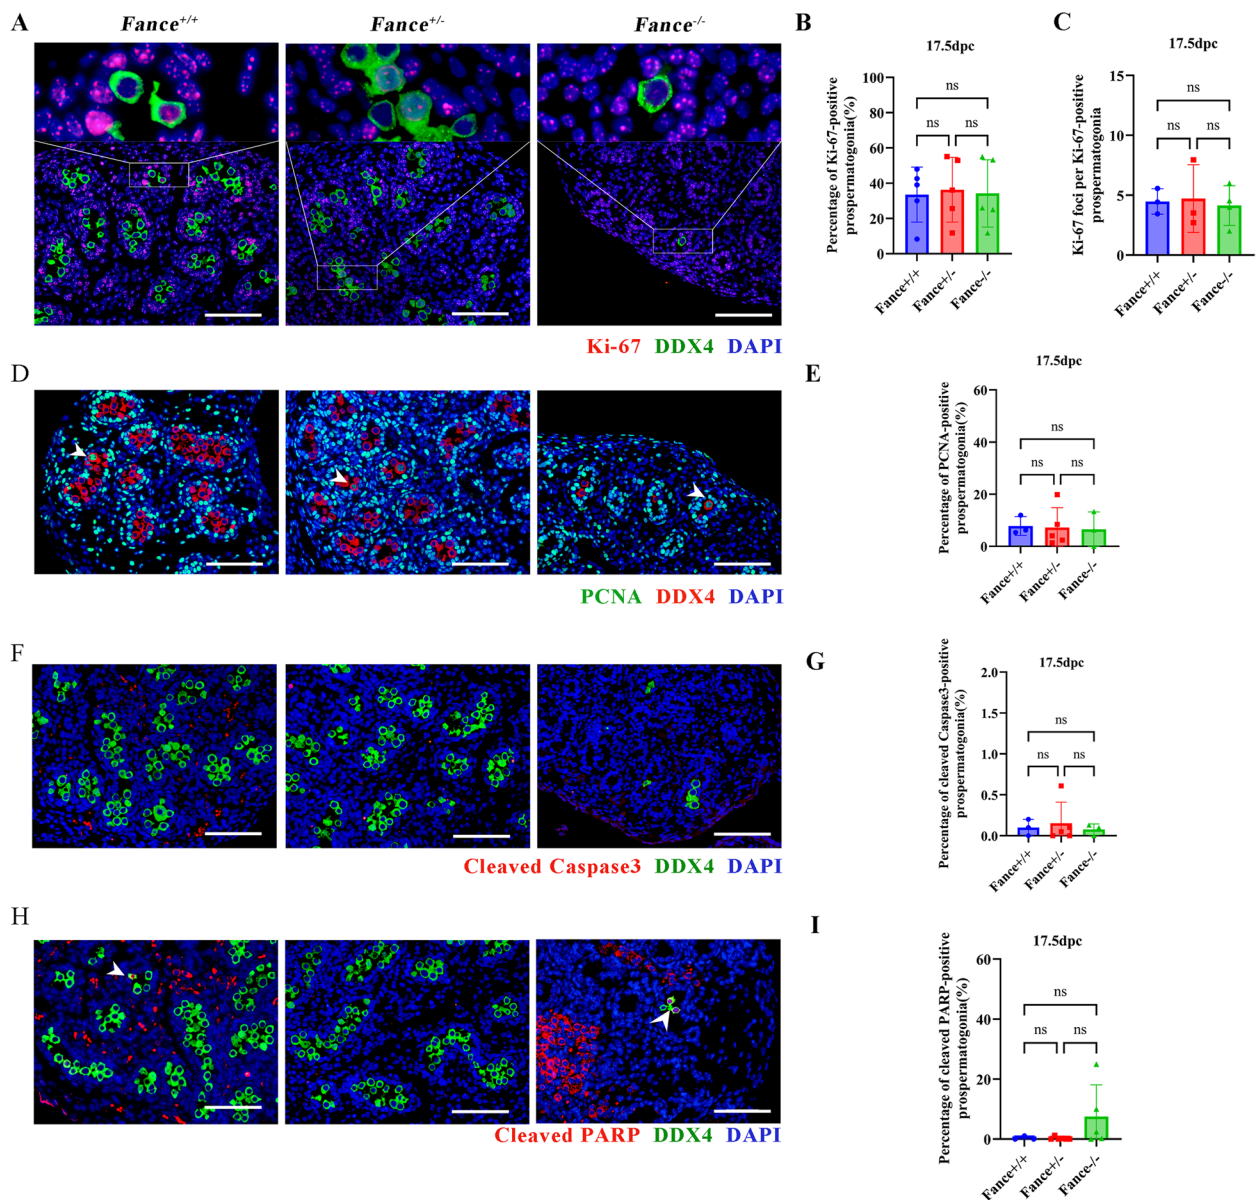 A
Fance+/+
Fance+/-
Fance-/-
Ki-67 DDX4 DAPI
B
17.5dpc
Percentage of Ki-67-positive
prospermatogonia(%)
100
80
60
40
20
0
ns
ns
ns
Fance+/+
Fance+/-
Fance-/-
C
17.5dpc
Ki-67 foci per Ki-67-positive
prospermatogonia
15
10
5
0
ns
ns
ns
Fance+/+
Fance+/-
Fance-/-
D
PCNA DDX4 DAPI
E
17.5dpc
Percentage of PCNA-positive
prospermatogonia(%)
60
40
20
0
ns
ns
ns
Fance+/+
Fance+/-
Fance-/-
F
Cleaved Caspase3 DDX4 DAPI
G
17.5dpc
Percentage of cleaved Caspase3-positive
prospermatogonia(%)
2.0
1.5
1.0
0.5
0.0
ns
ns
ns
Fance+/+
Fance+/-
Fance-/-
H
Cleaved PARP DDX4 DAPI
I
17.5dpc
Percentage of cleaved PARP-positive
prospermatogonia(%)
60
40
20
0
ns
ns
ns
Fance+/+
Fance+/-
Fance-/-